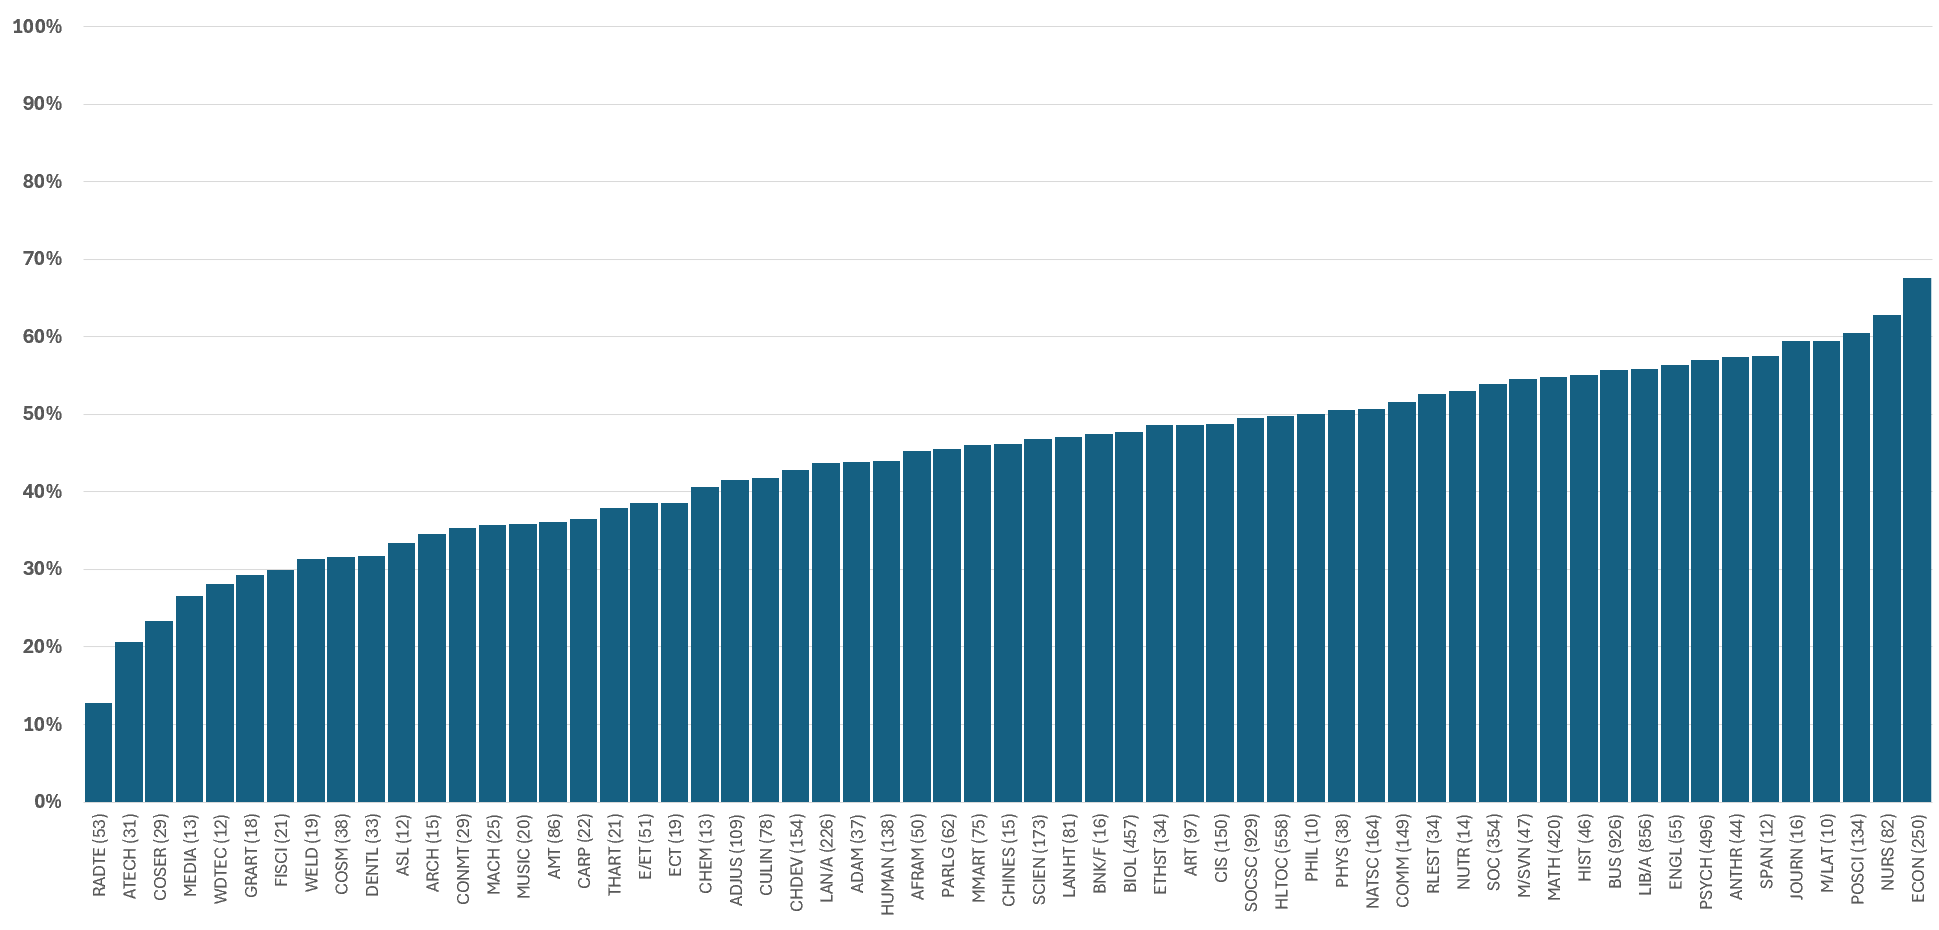 100%
90%
80%
70%
60%
50%
40%
30%
20%
10%
0%
RADTE (53)
ATECH (31)
COSER (29)
MEDIA (13)
WDTEC (12)
GRART (18)
FISCI (21)
WELD (19)
COSM (38)
DENTL (33)
ASL (12)
ARCH (15)
CONMT (29)
MACH (25)
MUSIC (20)
AMT (86)
CARP (22)
THART (21)
E/ET (51)
ECT (19)
CHEM (13)
ADJUS (109)
CULIN (78)
CHDEV (154)
LAN/A (226)
ADAM (37)
HUMAN (138)
AFRAM (50)
PARLG (62)
MMART (75)
CHINES (15)
SCIEN (173)
LANHT (81)
BNK/F (16)
BIOL (457)
ETHST (34)
ART (97)
CIS (150)
SOCSC (929)
HLTOC (558)
PHIL (10)
PHYS (38)
NATSC (164)
COMM (149)
RLEST (34)
NUTR (14)
SOC (354)
M/SVN (47)
MATH (420)
HIST (46)
BUS (926)
LIB/A (856)
ENGL (55)
PSYCH (496)
ANTHR (44)
SPAN (12)
JOURN (16)
M/LAT (10)
POSCI (134)
NURS (82)
ECON (250)